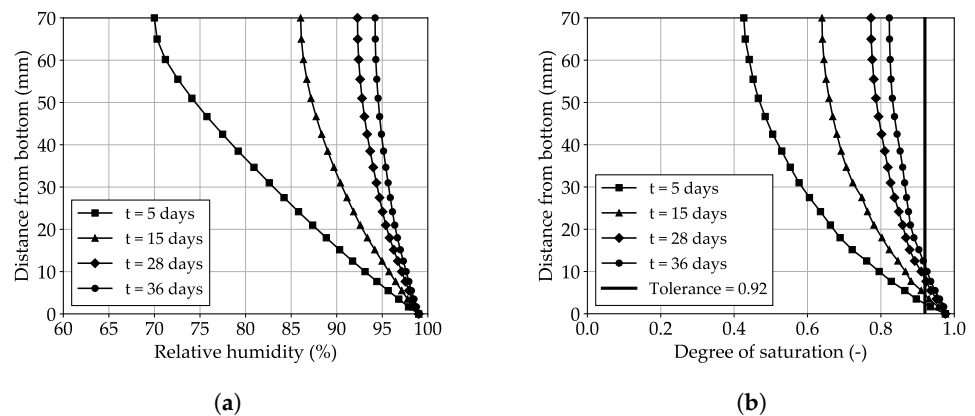 Distance from bottom (mm)
70
60
50
40
30
20
10
0
t = 5 days
t = 15 days
t = 28 days
t = 36 days
60 65 70 75 80 85 90 95 100
Relative humidity (%)
(a)
Distance from bottom (mm)
70
60
50
40
30
20
10
0
t = 5 days
t = 15 days
t = 28 days
t = 36 days
Tolerance = 0.92
0.0 0.2 0.4 0.6 0.8 1.0
Degree of saturation (-)
(b)